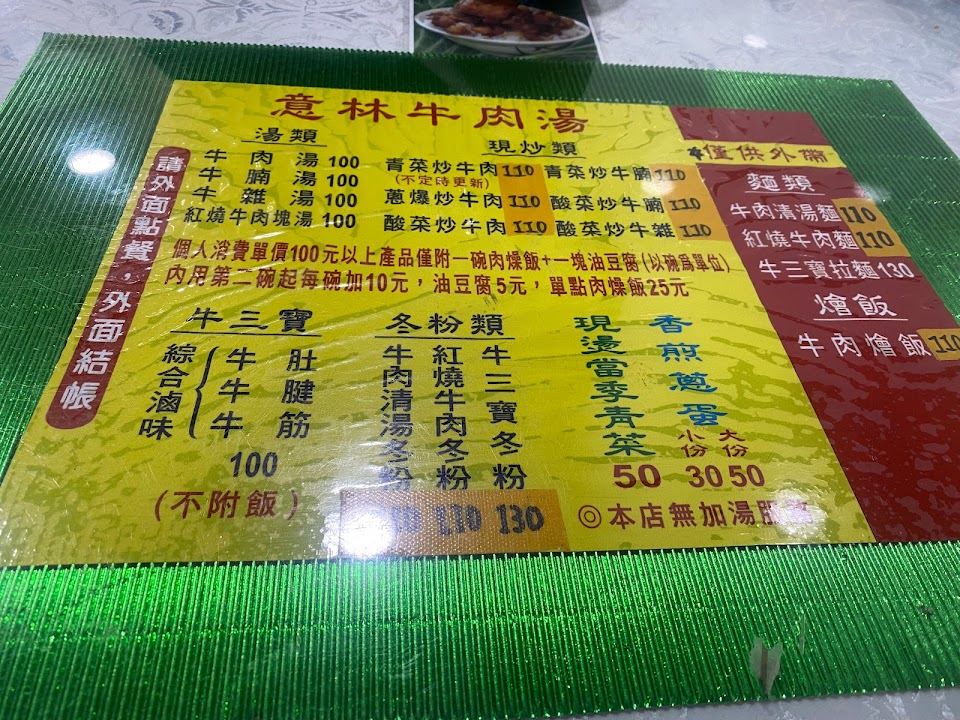 意林牛肉湯
請外面點餐，外面結帳
湯類
牛肉湯 100
牛腩湯 100
牛雜湯 100
紅燒牛肉塊湯 100
現炒類
青菜炒牛肉 110
(不定時更新)
蔥爆炒牛肉 110
酸菜炒牛肉 110
青菜炒牛腩 110
酸菜炒牛腩 110
酸菜炒牛雜 110
個人消費單價100元以上產品僅附一碗肉燥飯+一塊油豆腐(以碗為單位)
內用第二碗起每碗加10元，油豆腐5元，單點肉燥飯25元
牛三寶
綜合滷味
牛肚
牛腱
牛筋
100
(不附飯)
冬粉類
牛肉清湯冬粉
紅燒牛肉冬粉 110
牛三寶冬粉 130
現燙當季青菜 50
香煎蔥蛋
小份 30
大份 50
◎本店無加湯服務
僅供外帶
麵類
牛肉清湯麵 110
紅燒牛肉麵 110
牛三寶拉麵 130
燴飯
牛肉燴飯 110